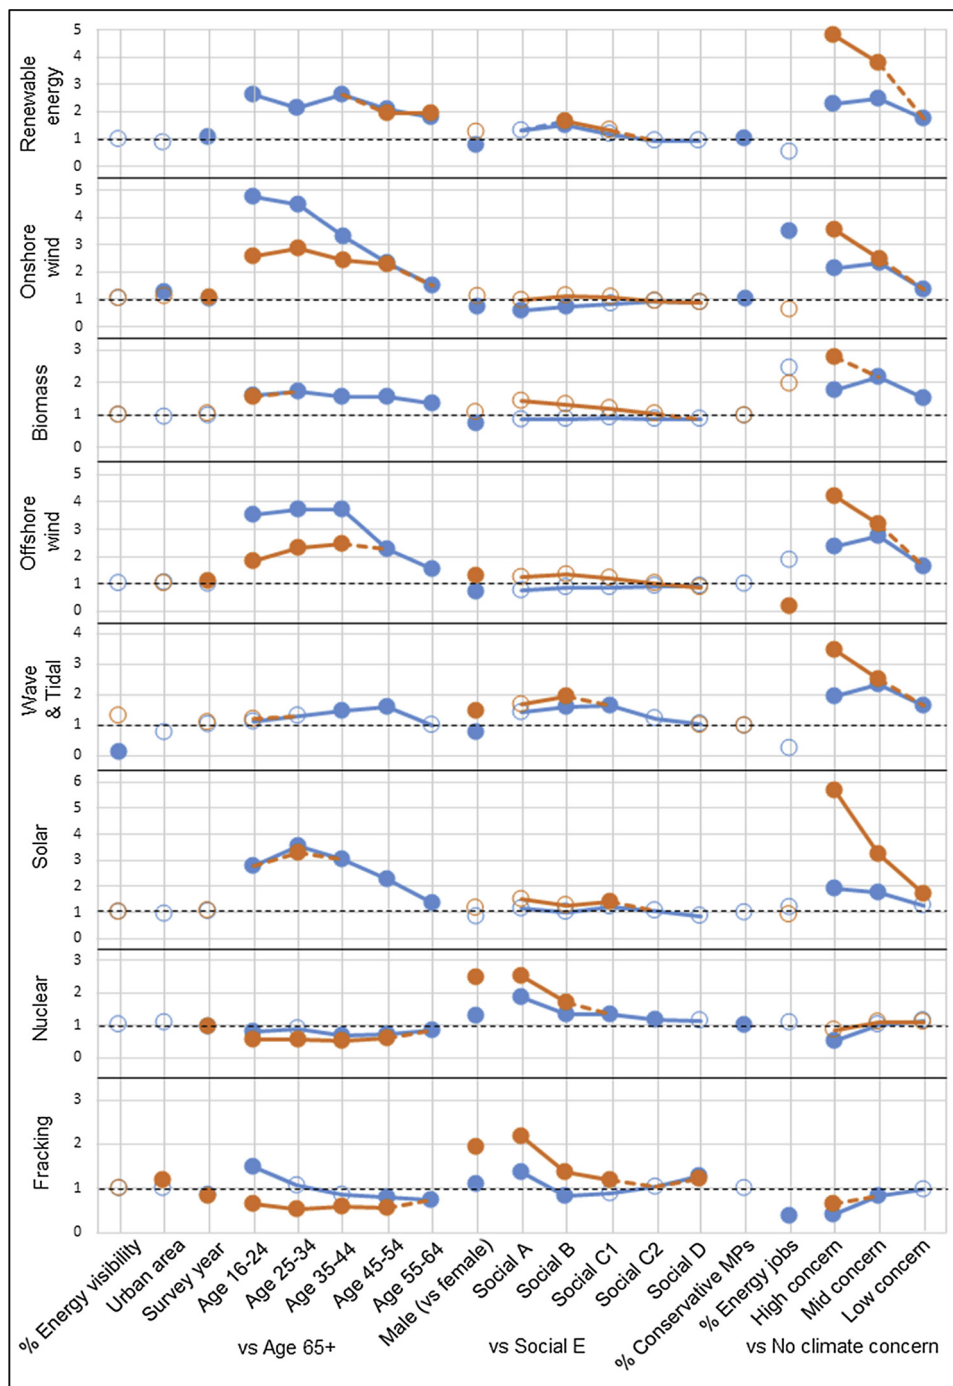 Renewable
energy
5
4
3
2
1
0
Onshore
wind
5
4
3
2
1
0
Biomass
3
2
1
0
Offshore
wind
5
4
3
2
1
0
Wave
& Tidal
4
3
2
1
0
Solar
6
5
4
3
2
1
0
Nuclear
3
2
1
0
Fracking
3
2
1
0
% Energy visibility
Urban area
Survey year
Age 16-24
Age 25-34
Age 35-44
Age 45-54
Age 55-64
Male (vs female)
Social A
Social B
Social C1
Social C2
Social D
% Conservative MPs
% Energy jobs
High concern
Mid concern
Low concern
vs Age 65+
vs Social E
vs No climate concern